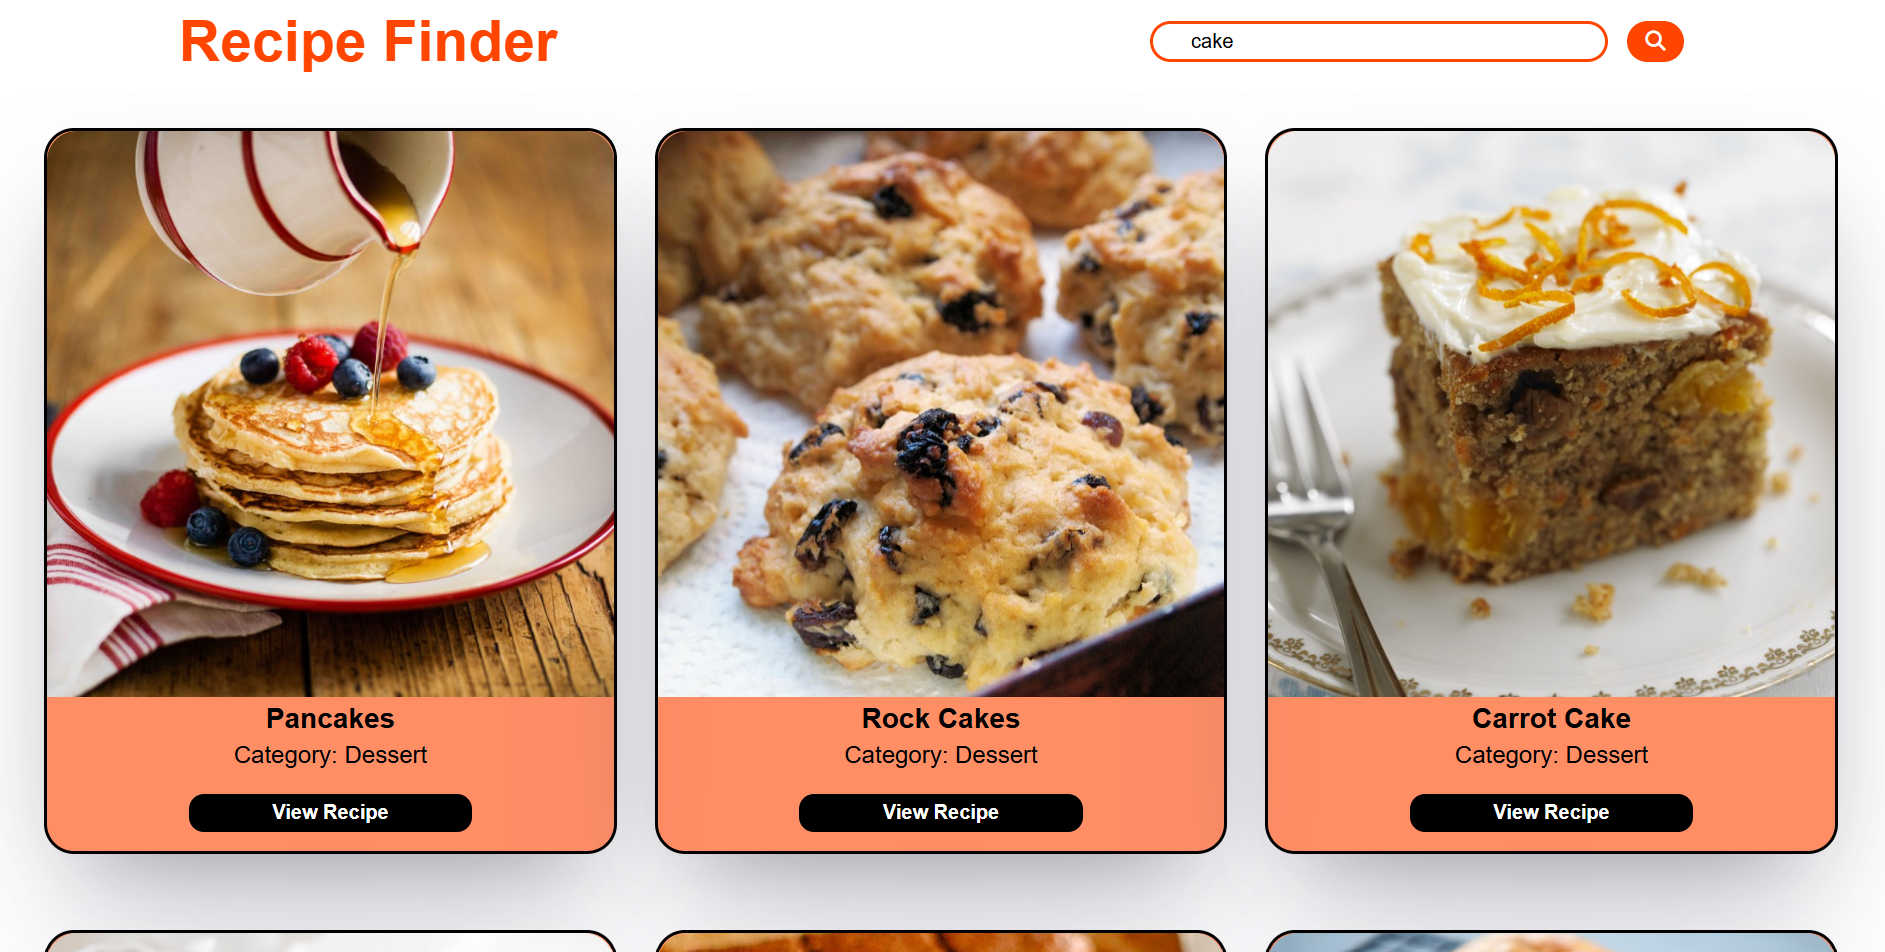 Recipe Finder
cake
Pancakes
Category: Dessert
View Recipe
Rock Cakes
Category: Dessert
View Recipe
Carrot Cake
Category: Dessert
View Recipe